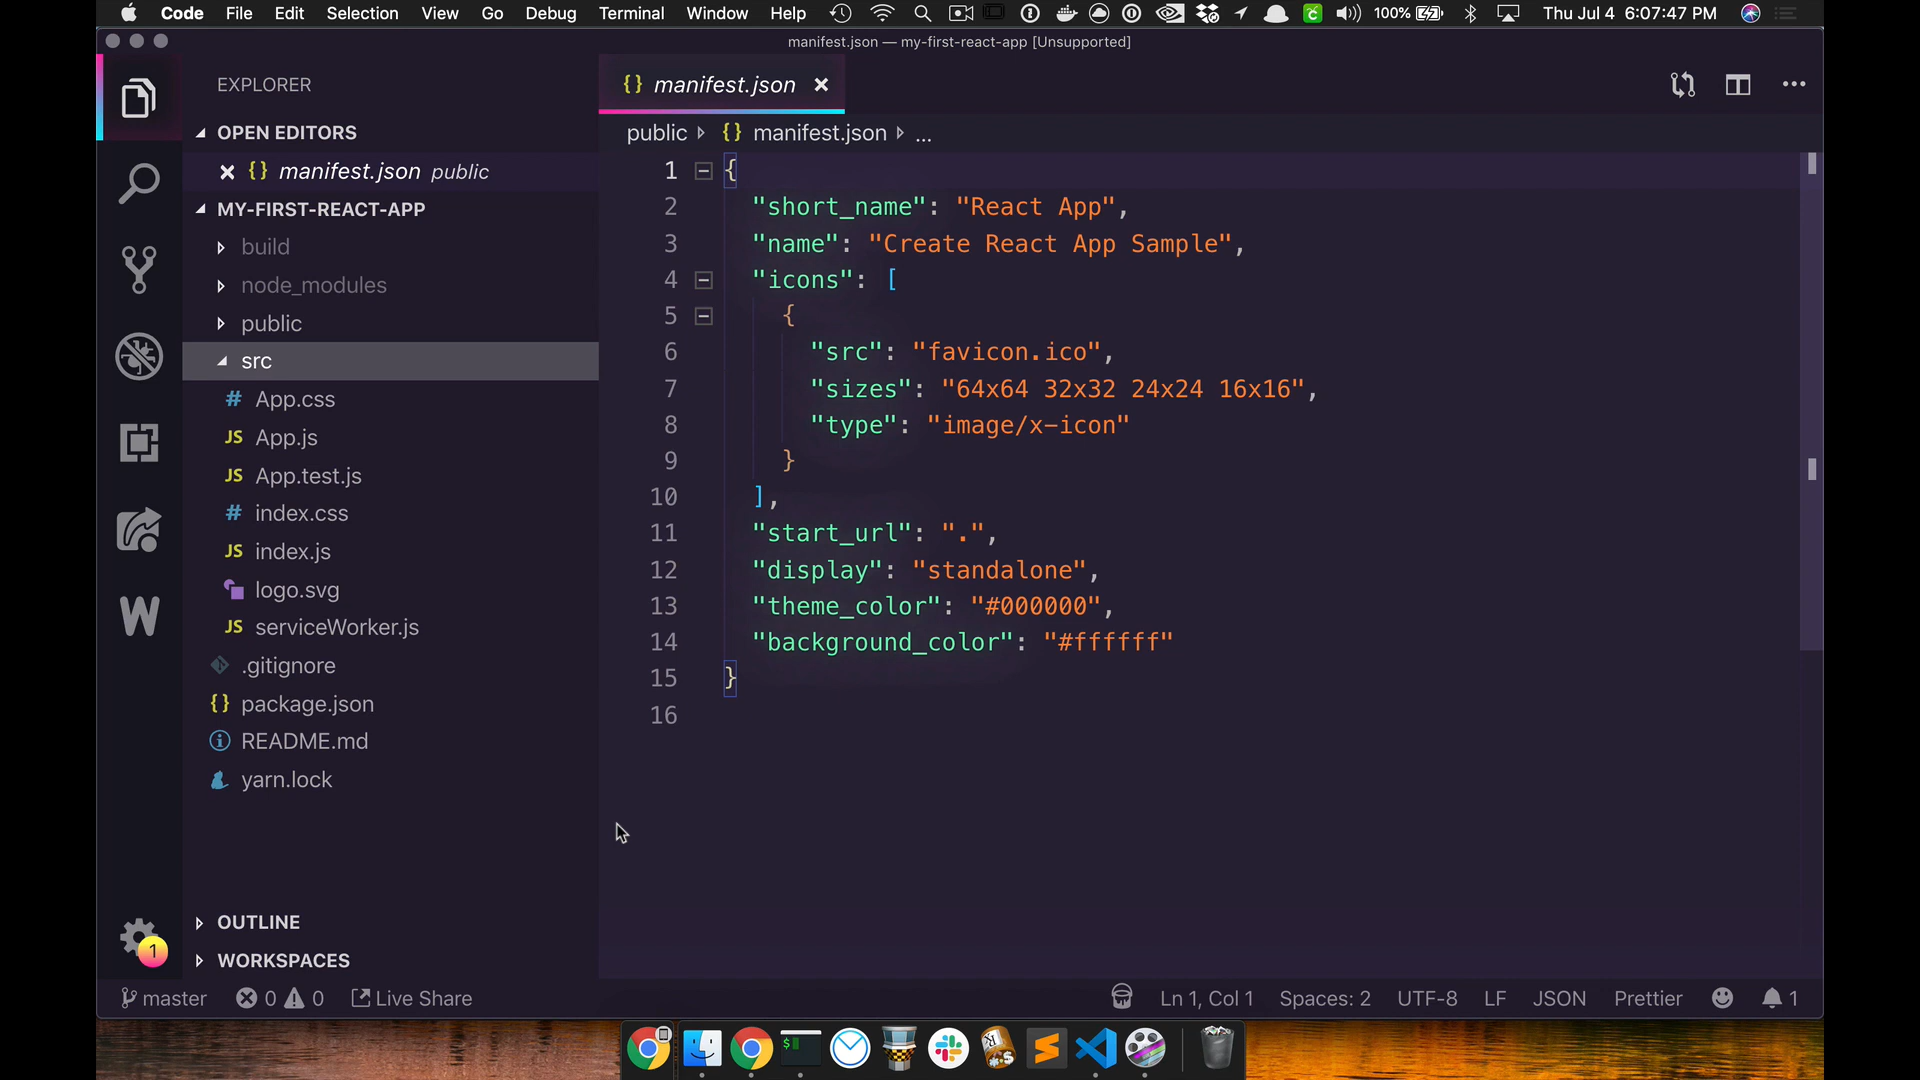 Code File Edit Selection View Go Debug Terminal Window Help 100% Thu Jul 4 6:07:47 PM
manifest.json — my-first-react-app [Unsupported]
EXPLORER
OPEN EDITORS
{} manifest.json public
MY-FIRST-REACT-APP
build
node_modules
public
src
# App.css
JS App.js
JS App.test.js
# index.css
JS index.js
logo.svg
JS serviceWorker.js
.gitignore
{} package.json
README.md
yarn.lock
OUTLINE
WORKSPACES
W
1
{} manifest.json
public {} manifest.json ...
1 {
2 "short_name": "React App",
3 "name": "Create React App Sample",
4 "icons": [
5 {
6 "src": "favicon.ico",
7 "sizes": "64x64 32x32 24x24 16x16",
8 "type": "image/x-icon"
9 }
10 ],
11 "start_url": ".",
12 "display": "standalone",
13 "theme_color": "#000000",
14 "background_color": "#ffffff"
15 }
16
master 0 0 Live Share Ln 1, Col 1 Spaces: 2 UTF-8 LF JSON Prettier 1